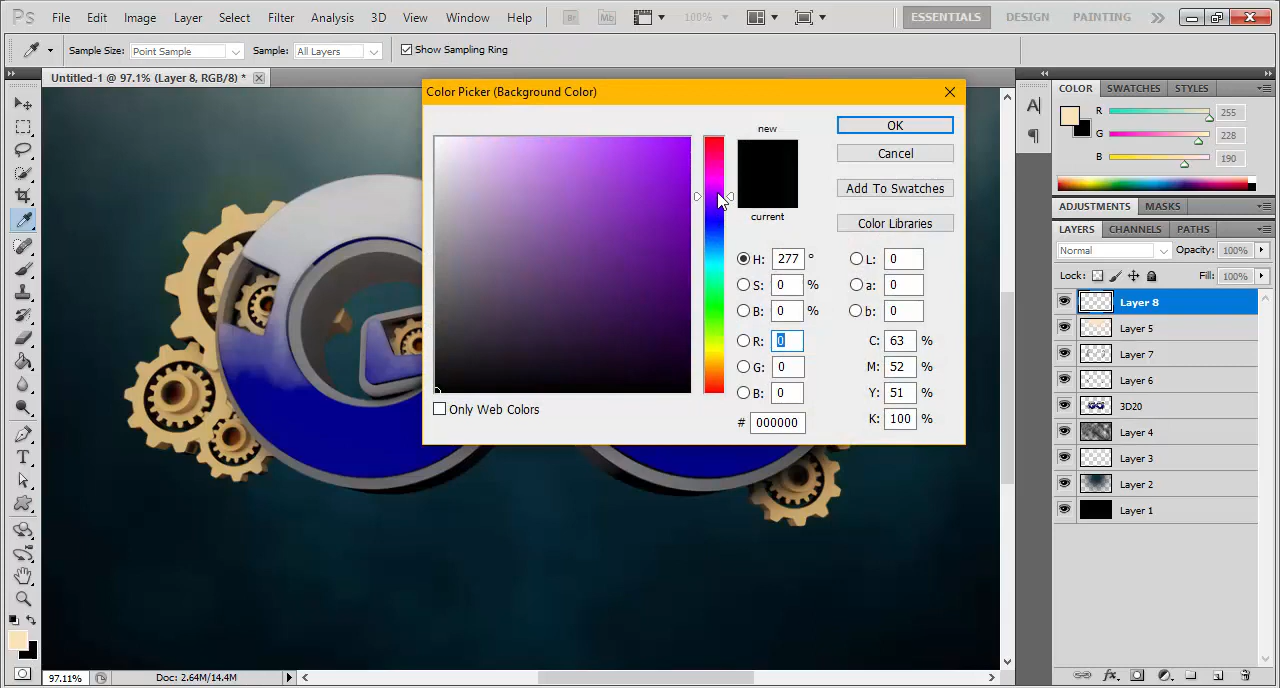 Ps File Edit Image Layer Select Filter Analysis 3D View Window Help Br Mb 100% ESSENTIALS DESIGN PAINTING
Sample Size: Point Sample Sample: All Layers Show Sampling Ring
Untitled-1 @ 97.1% (Layer 8, RGB/8) *
Color Picker (Background Color)
new
current
OK
Cancel
Add To Swatches
Color Libraries
H: 277 °
S: 0 %
B: 0 %
R: 0
G: 0
B: 0
# 000000
L: 0
a: 0
b: 0
C: 63 %
M: 52 %
Y: 51 %
K: 100 %
Only Web Colors
COLOR SWATCHES STYLES
R 255
G 228
B 190
ADJUSTMENTS MASKS
LAYERS CHANNELS PATHS
Normal Opacity: 100%
Lock: Fill: 100%
Layer 8
Layer 5
Layer 7
Layer 6
3D20
Layer 4
Layer 3
Layer 2
Layer 1
A
T
fx
97.11% Doc: 2.64M/14.4M